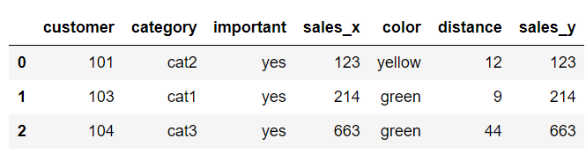 customer category important sales_x color distance sales_y
0 101 cat2 yes 123 yellow 12 123
1 103 cat1 yes 214 green 9 214
2 104 cat3 yes 663 green 44 663